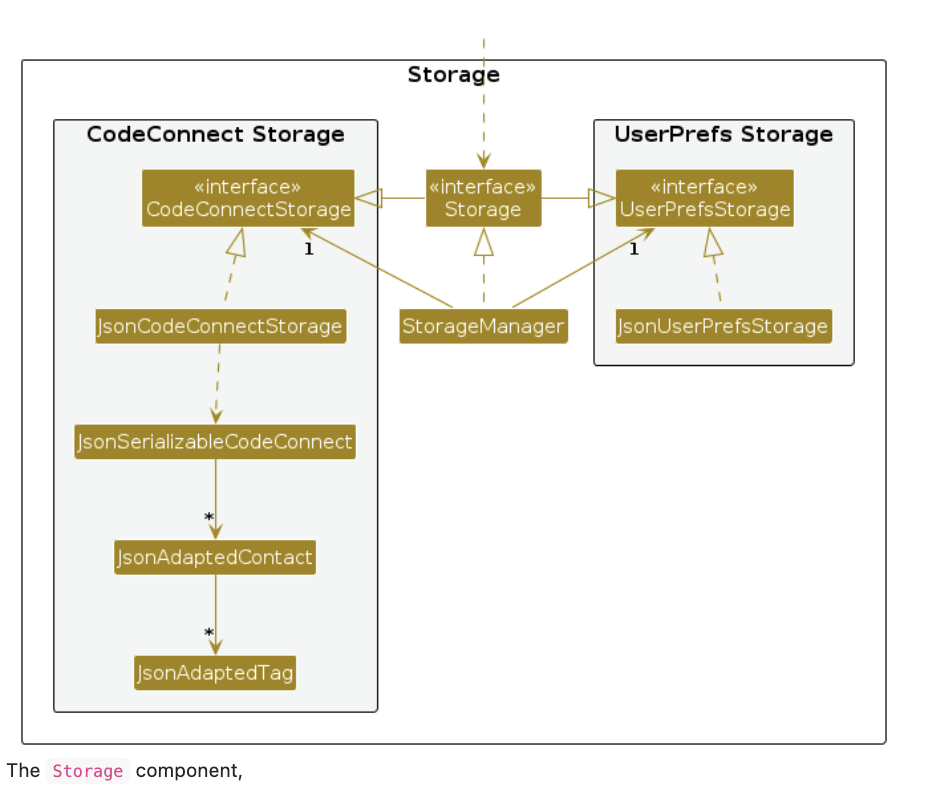 Storage
CodeConnect Storage
UserPrefs Storage
«interface»
CodeConnectStorage
«interface»
Storage
«interface»
UserPrefsStorage
1
1
JsonCodeConnectStorage
StorageManager
JsonUserPrefsStorage
JsonSerializableCodeConnect
*
JsonAdaptedContact
*
JsonAdaptedTag
The Storage component,